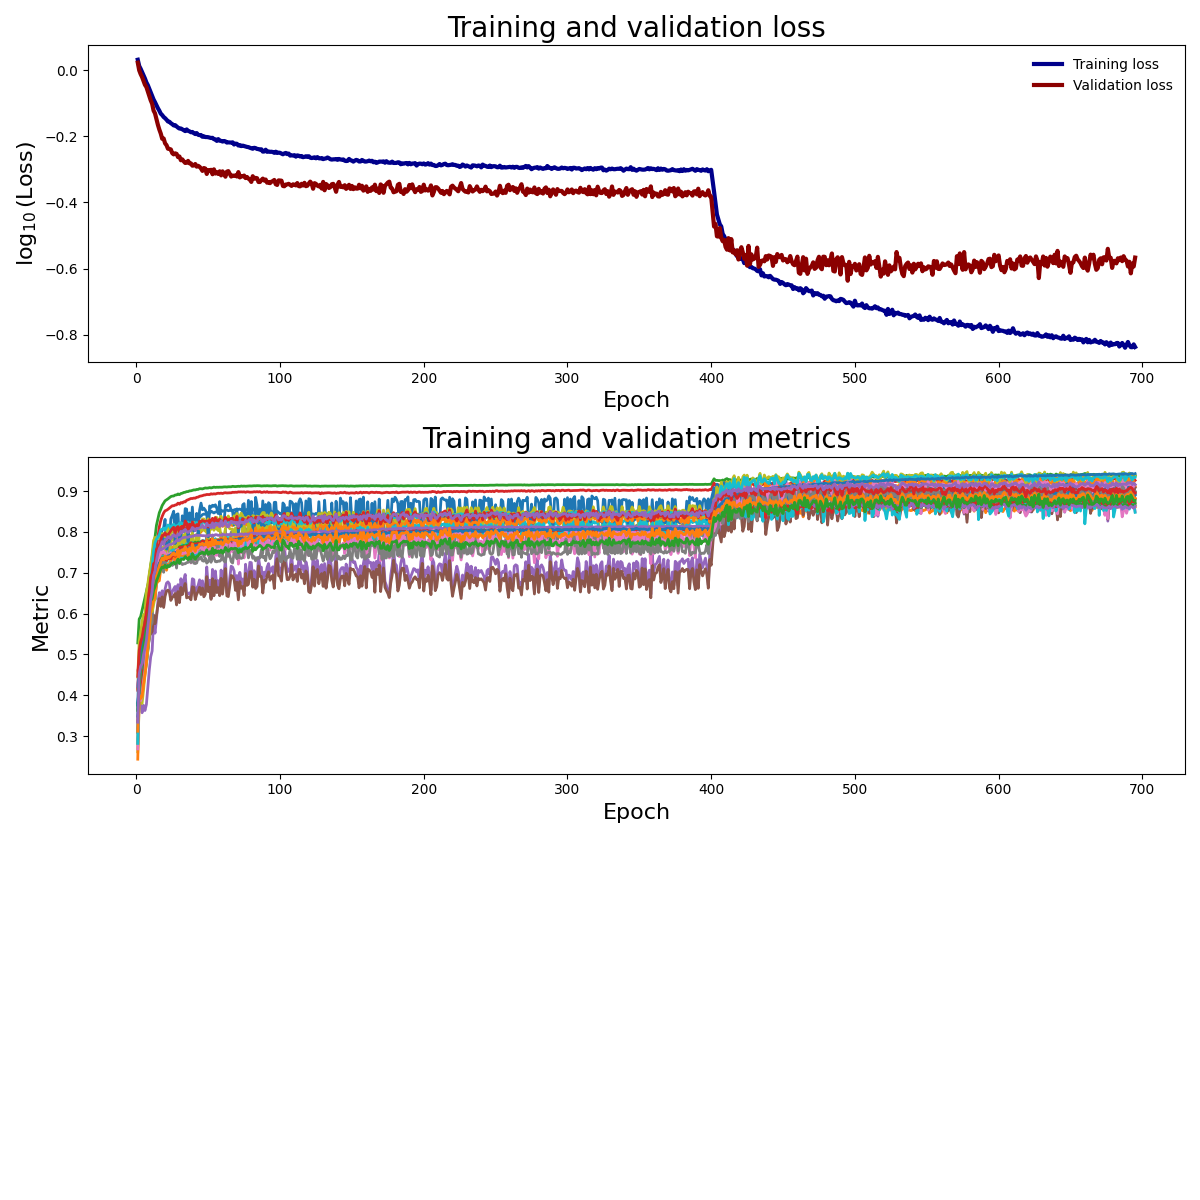 Training and validation loss
log10(Loss)
0.0
−0.2
−0.4
−0.6
−0.8
Training loss
Validation loss
0 100 200 300 400 500 600 700
Epoch
Training and validation metrics
Metric
0.9
0.8
0.7
0.6
0.5
0.4
0.3
0 100 200 300 400 500 600 700
Epoch